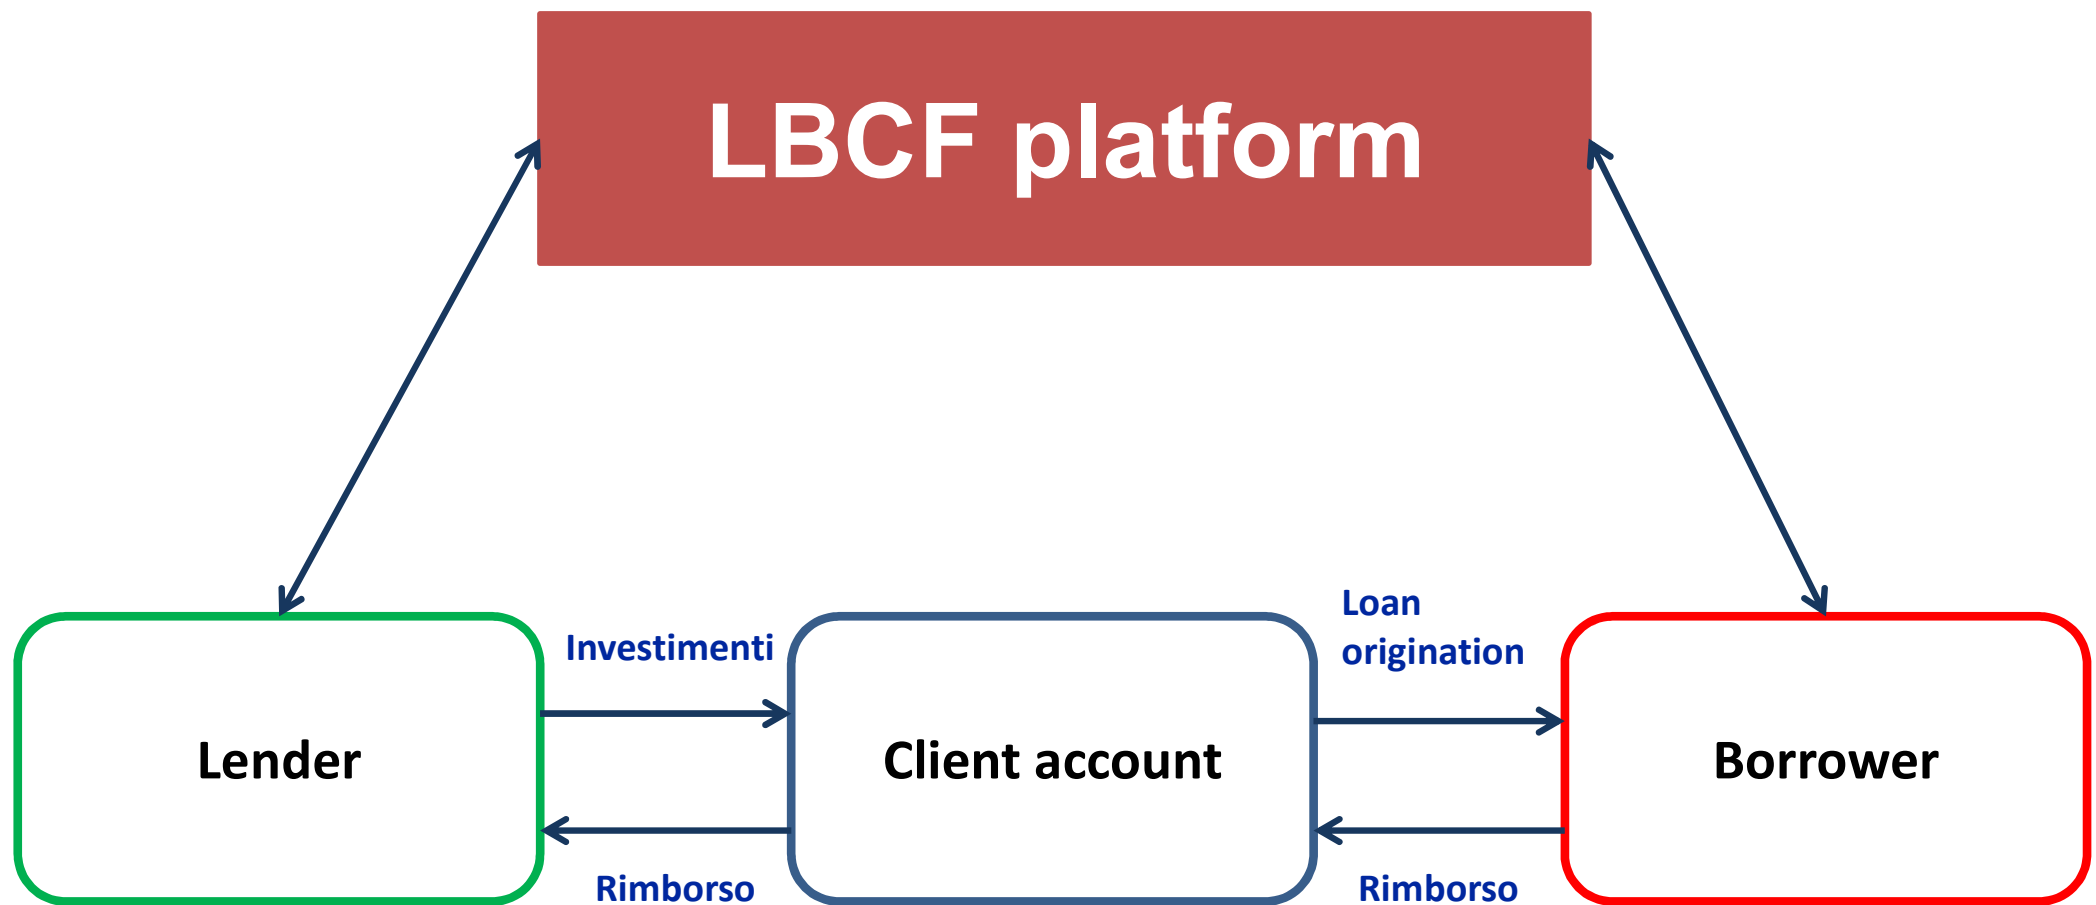 LBCF platform
Investimenti
Loan
origination
Lender
Client account
Borrower
Rimborso
Rimborso